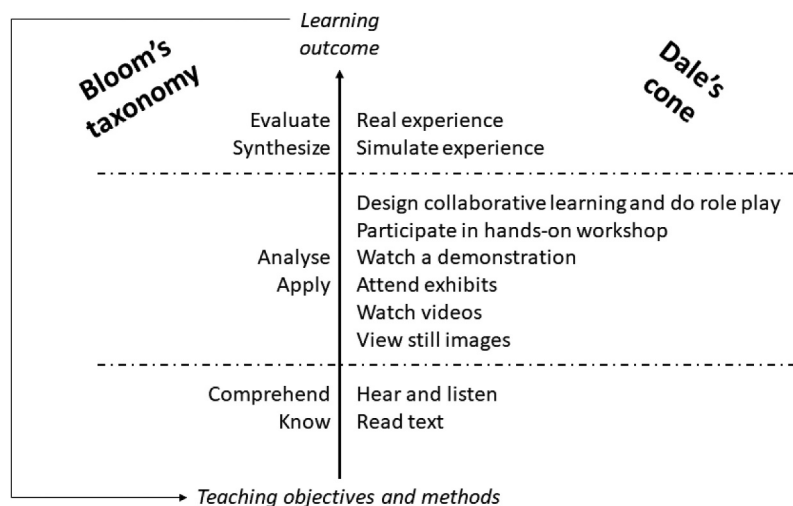 Learning
outcome
Bloom's
taxonomy
Dale's
cone
Evaluate
Synthesize
Real experience
Simulate experience
Analyse
Apply
Design collaborative learning and do role play
Participate in hands-on workshop
Watch a demonstration
Attend exhibits
Watch videos
View still images
Comprehend
Know
Hear and listen
Read text
Teaching objectives and methods